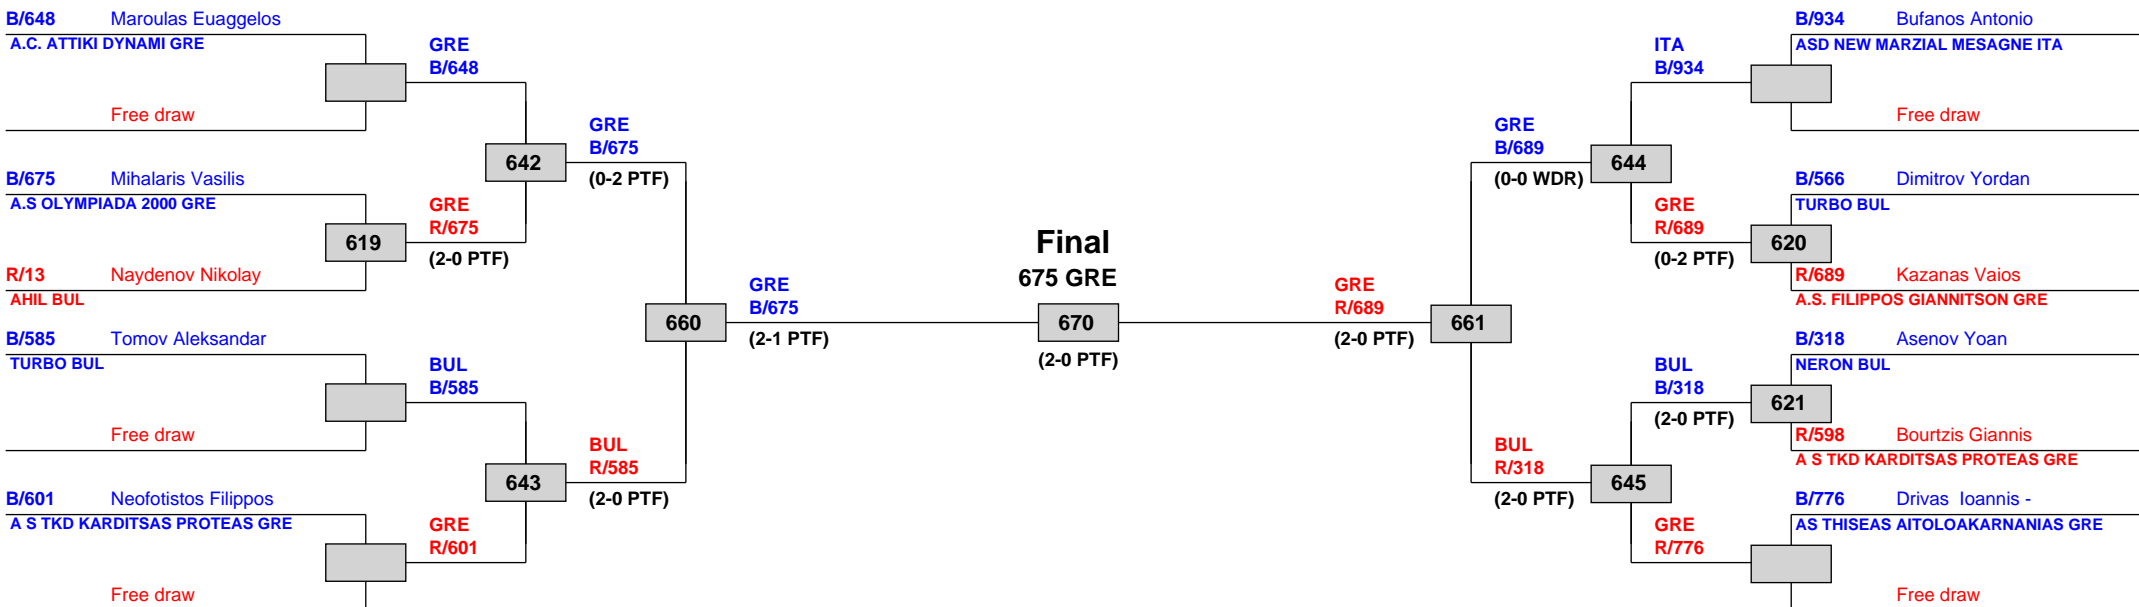 B/648 Maroulas Euaggelos
A.C. ATTIKI DYNAMI GRE
Free draw
B/675 Mihalaris Vasilis
A.S OLYMPIADA 2000 GRE
R/13 Naydenov Nikolay
AHIL BUL
B/585 Tomov Aleksandar
TURBO BUL
Free draw
B/601 Neofotistos Filippos
A S TKD KARDITSAS PROTEAS GRE
Free draw
619
GRE
B/648
GRE
R/675
(2-0 PTF)
BUL
B/585
GRE
R/601
642
643
GRE
B/675
(0-2 PTF)
BUL
R/585
(2-0 PTF)
660
GRE
B/675
(2-1 PTF)
Final
675 GRE
670
(2-0 PTF)
GRE
R/689
(2-0 PTF)
661
GRE
B/689
(0-0 WDR)
BUL
R/318
(2-0 PTF)
644
645
ITA
B/934
GRE
R/689
(0-2 PTF)
BUL
B/318
(2-0 PTF)
GRE
R/776
620
621
B/934 Bufanos Antonio
ASD NEW MARZIAL MESAGNE ITA
Free draw
B/566 Dimitrov Yordan
TURBO BUL
R/689 Kazanas Vaios
A.S. FILIPPOS GIANNITSON GRE
B/318 Asenov Yoan
NERON BUL
R/598 Bourtzis Giannis
A S TKD KARDITSAS PROTEAS GRE
B/776 Drivas Ioannis -
AS THISEAS AITOLOAKARNANIAS GRE
Free draw